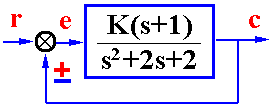 r e K(s+1) c
s²+2s+2
±